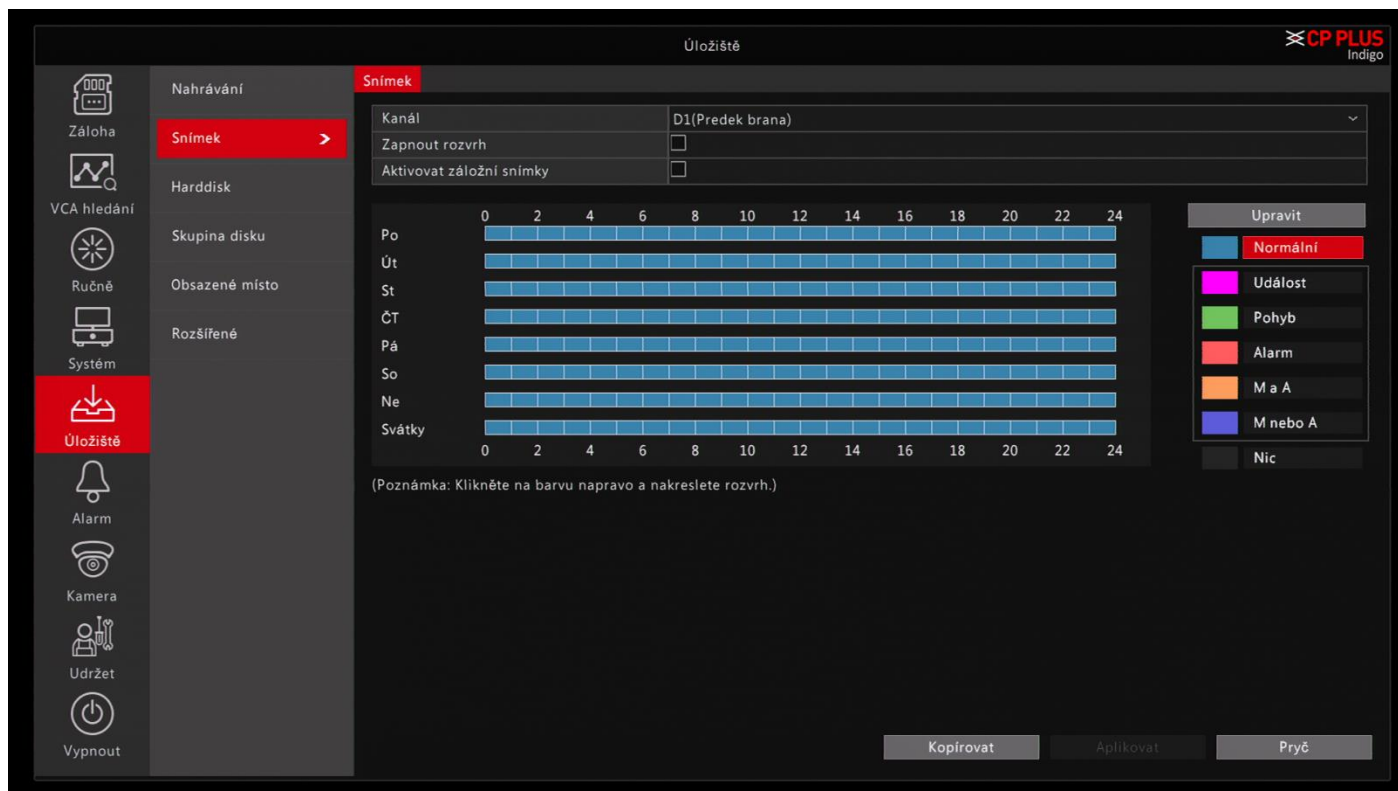 Úložiště
CP PLUS
Indigo
Záloha
VCA hledání
Ručně
Systém
Úložiště
Alarm
Kamera
Udržet
Vypnout
Nahrávání
Snímek
Harddisk
Skupina disku
Obsazené místo
Rozšířené
Snímek
Kanál D1(Predek brana)
Zapnout rozvrh
Aktivovat záložní snímky
0 2 4 6 8 10 12 14 16 18 20 22 24
Po
Út
St
ČT
Pá
So
Ne
Svátky
0 2 4 6 8 10 12 14 16 18 20 22 24
Upravit
Normální
Událost
Pohyb
Alarm
M a A
M nebo A
Nic
(Poznámka: Klikněte na barvu napravo a nakreslete rozvrh.)
Kopírovat Aplikovat Pryč